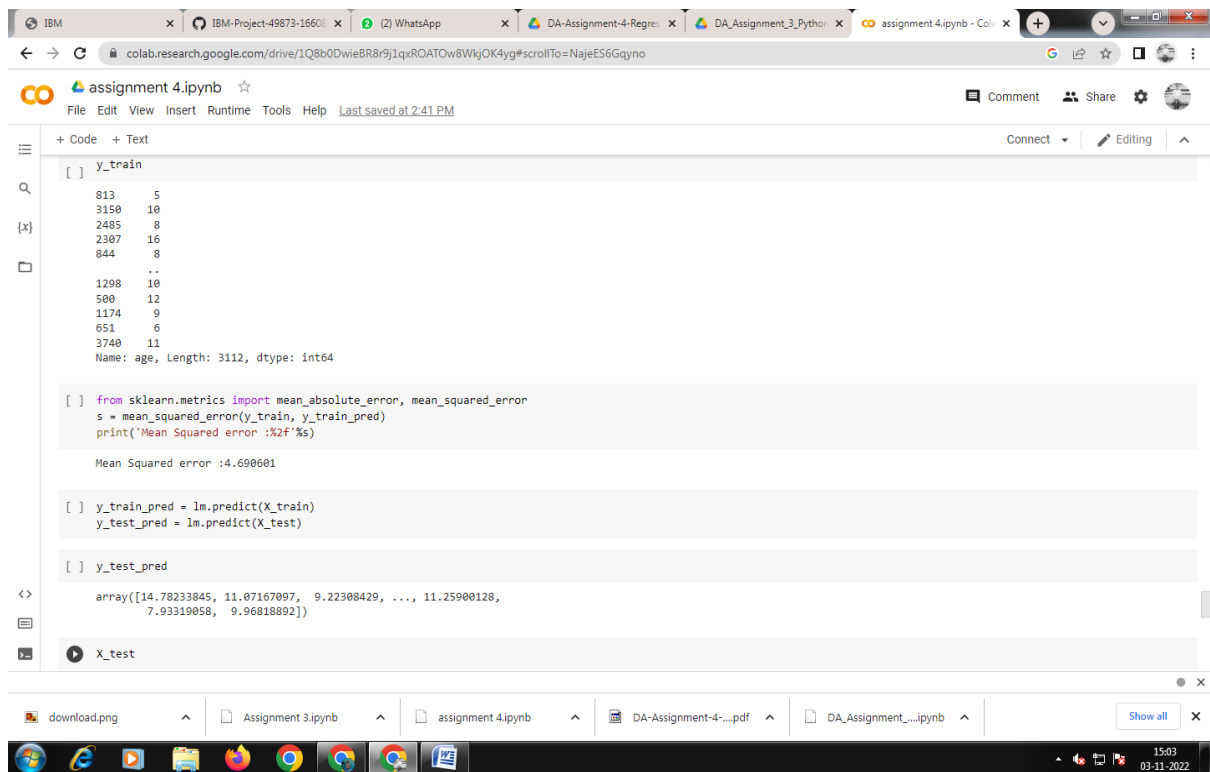 IBM
IBM-Project-49873-16608
(2) WhatsApp
DA-Assignment-4-Regres
DA_Assignment_3_Python
assignment 4.ipynb - Cola
colab.research.google.com/drive/1Q8b0DwieBR8r9j1qxROATOw8WkjOK4yg#scrollTo=NajeES6Gqyno
assignment 4.ipynb
File Edit View Insert Runtime Tools Help Last saved at 2:41 PM
Comment Share
+ Code + Text
Connect Editing
[ ] y_train
813 5
3150 10
2485 8
2307 16
844 8
..
1298 10
500 12
1174 9
651 6
3740 11
Name: age, Length: 3112, dtype: int64
[ ] from sklearn.metrics import mean_absolute_error, mean_squared_error
s = mean_squared_error(y_train, y_train_pred)
print('Mean Squared error :%2f'%s)
Mean Squared error :4.690601
[ ] y_train_pred = lm.predict(X_train)
y_test_pred = lm.predict(X_test)
[ ] y_test_pred
array([14.78233845, 11.07167097, 9.22308429, ..., 11.25900128,
7.93319058, 9.96818892])
X_test
download.png
Assignment 3.ipynb
assignment 4.ipynb
DA-Assignment-4-....pdf
DA_Assignment_....ipynb
Show all
15:03
03-11-2022